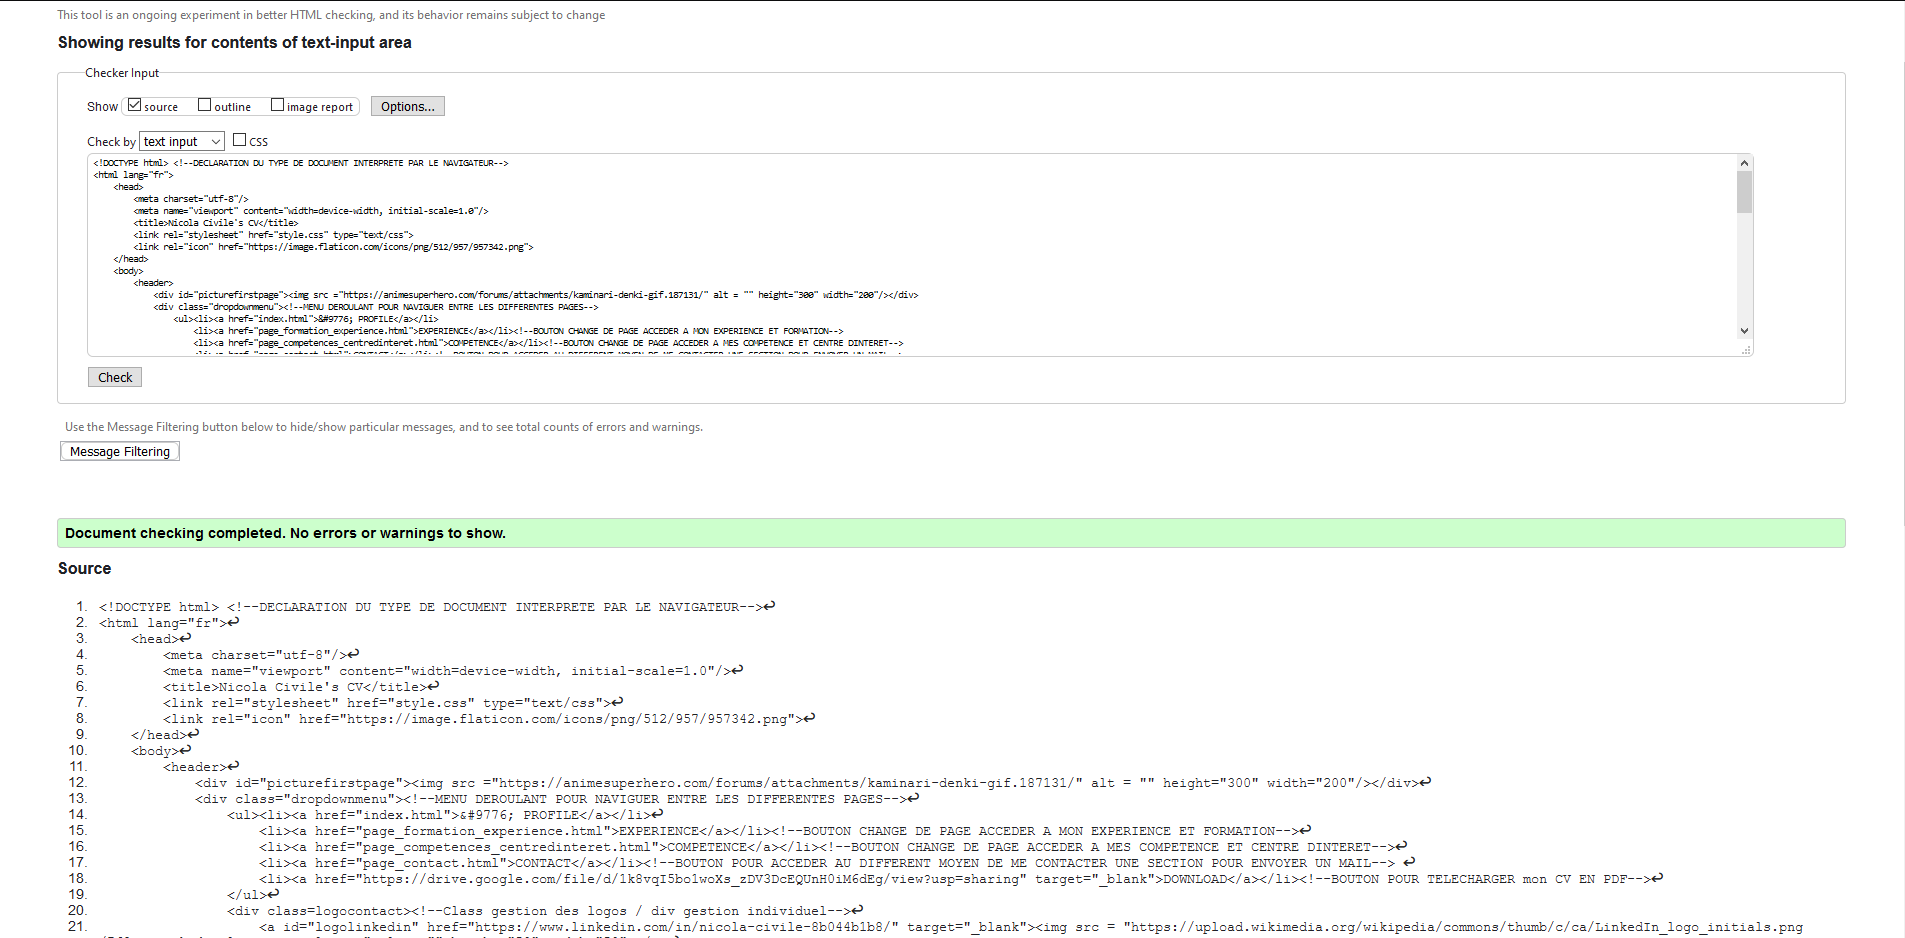 This tool is an ongoing experiment in better HTML checking, and its behavior remains subject to change
Showing results for contents of text-input area
Checker Input
Show source outline image report Options...
Check by text input CSS
<!DOCTYPE html> <!--DECLARATION DU TYPE DE DOCUMENT INTERPRETE PAR LE NAVIGATEUR-->
<html lang="fr">
<head>
<meta charset="utf-8"/>
<meta name="viewport" content="width=device-width, initial-scale=1.0"/>
<title>Nicola Civile's CV</title>
<link rel="stylesheet" href="style.css" type="text/css">
<link rel="icon" href="https://image.flaticon.com/icons/png/512/957/957342.png">
</head>
<body>
<header>
<div id="picturefirstpage"><img src ="https://animesuperhero.com/forums/attachments/kaminari-denki-gif.187131/" alt = "" height="300" width="200"/></div>
<div class="dropdownmenu"><!--MENU DEROULANT POUR NAVIGUER ENTRE LES DIFFERENTES PAGES-->
<ul><li><a href="index.html">&#9776; PROFILE</a></li>
<li><a href="page_formation_experience.html">EXPERIENCE</a></li><!--BOUTON CHANGE DE PAGE ACCEDER A MON EXPERIENCE ET FORMATION-->
<li><a href="page_competences_centredinteret.html">COMPETENCE</a></li><!--BOUTON CHANGE DE PAGE ACCEDER A MES COMPETENCE ET CENTRE DINTERET-->
<li><a href="page_contact.html">CONTACT</a></li><!--BOUTON POUR ACCEDER AU DIFFERENT MOYEN DE ME CONTACTER UNE SECTION POUR ENVOYER UN MAIL-->
Check
Use the Message Filtering button below to hide/show particular messages, and to see total counts of errors and warnings.
Message Filtering
Document checking completed. No errors or warnings to show.
Source
1. <!DOCTYPE html> <!--DECLARATION DU TYPE DE DOCUMENT INTERPRETE PAR LE NAVIGATEUR-->↩
2. <html lang="fr">↩
3. <head>↩
4. <meta charset="utf-8"/>↩
5. <meta name="viewport" content="width=device-width, initial-scale=1.0"/>↩
6. <title>Nicola Civile's CV</title>↩
7. <link rel="stylesheet" href="style.css" type="text/css">↩
8. <link rel="icon" href="https://image.flaticon.com/icons/png/512/957/957342.png">↩
9. </head>↩
10. <body>↩
11. <header>↩
12. <div id="picturefirstpage"><img src ="https://animesuperhero.com/forums/attachments/kaminari-denki-gif.187131/" alt = "" height="300" width="200"/></div>↩
13. <div class="dropdownmenu"><!--MENU DEROULANT POUR NAVIGUER ENTRE LES DIFFERENTES PAGES-->↩
14. <ul><li><a href="index.html">&#9776; PROFILE</a></li>↩
15. <li><a href="page_formation_experience.html">EXPERIENCE</a></li><!--BOUTON CHANGE DE PAGE ACCEDER A MON EXPERIENCE ET FORMATION-->↩
16. <li><a href="page_competences_centredinteret.html">COMPETENCE</a></li><!--BOUTON CHANGE DE PAGE ACCEDER A MES COMPETENCE ET CENTRE DINTERET-->↩
17. <li><a href="page_contact.html">CONTACT</a></li><!--BOUTON POUR ACCEDER AU DIFFERENT MOYEN DE ME CONTACTER UNE SECTION POUR ENVOYER UN MAIL--> ↩
18. <li><a href="https://drive.google.com/file/d/1k8vqI5bo1woXs_zDV3DcEQUnH0iM6dEg/view?usp=sharing" target="_blank">DOWNLOAD</a></li><!--BOUTON POUR TELECHARGER mon CV EN PDF-->↩
19. </ul>↩
20. <div class=logocontact><!--Class gestion des logos / div gestion individuel-->↩
21. <a id="logolinkedin" href="https://www.linkedin.com/in/nicola-civile-8b044b1b8/" target="_blank"><img src = "https://upload.wikimedia.org/wikipedia/commons/thumb/c/ca/LinkedIn_logo_initials.png